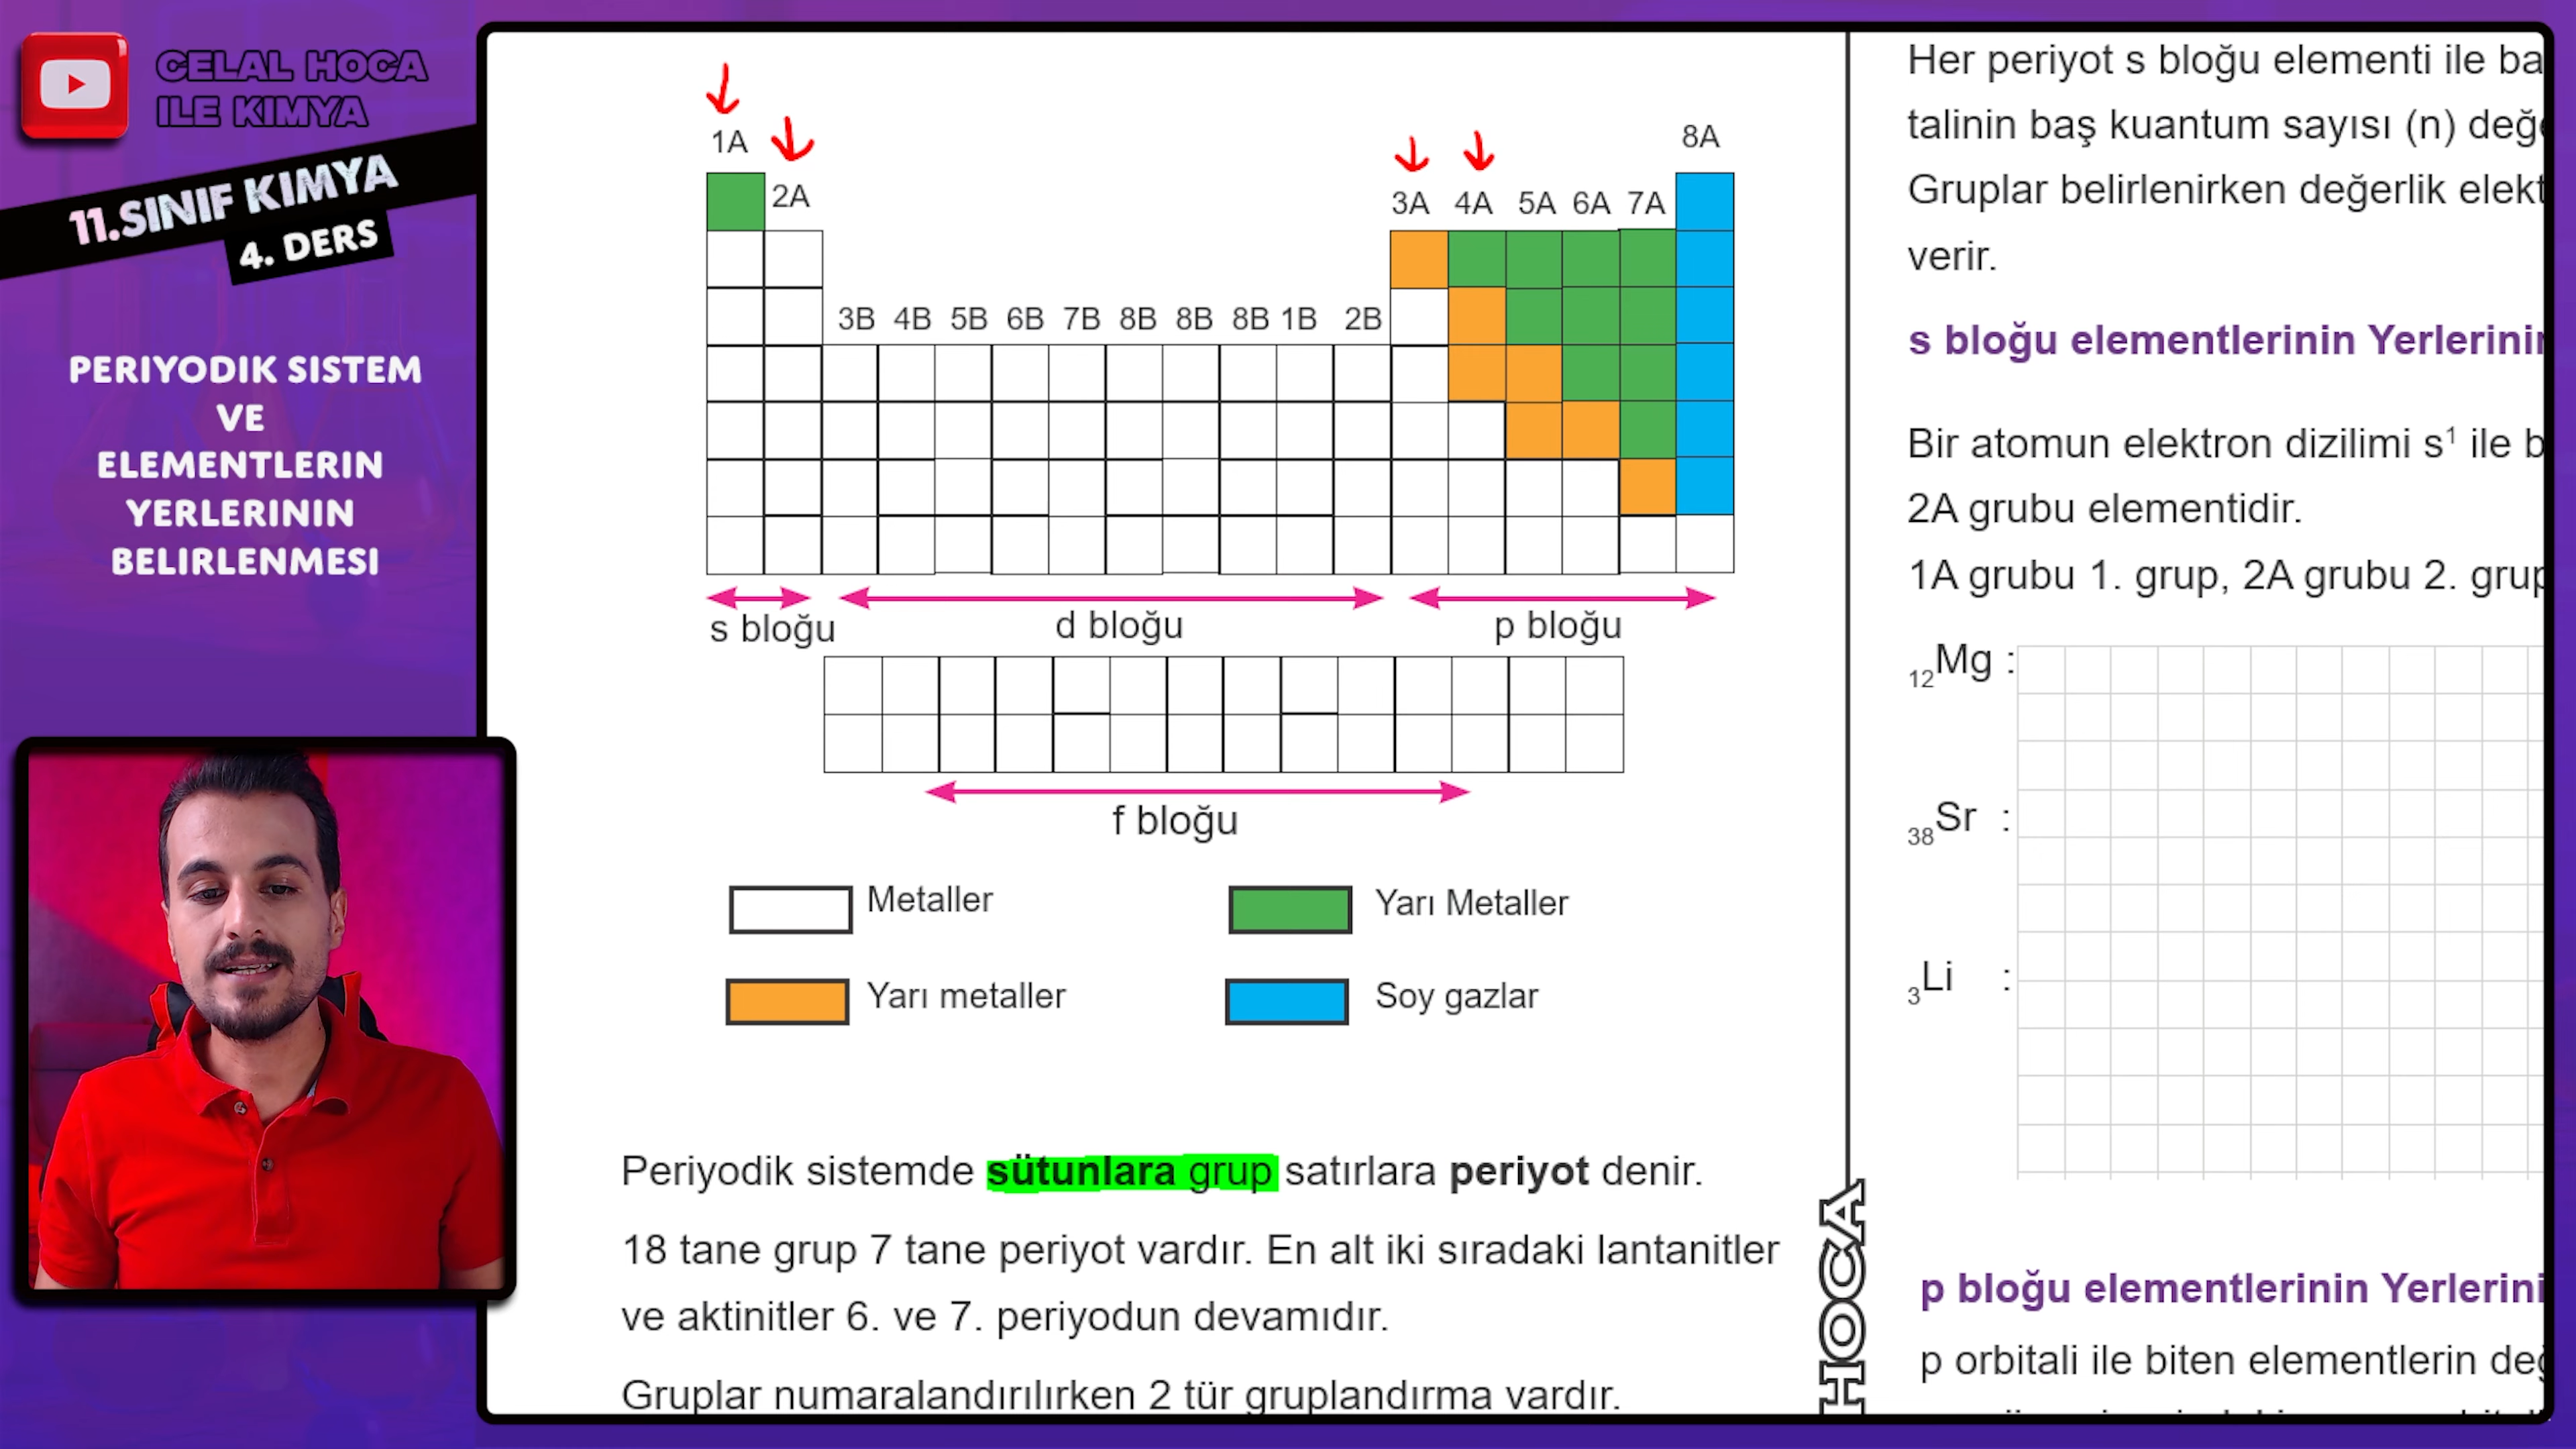 CELAL HOCA
ILE KIMYA
11.SINIF KIMYA
4. DERS
PERIYODIK SISTEM
VE
ELEMENTLERIN
YERLERININ
BELIRLENMESI
1A
2A
3B 4B 5B 6B 7B 8B 8B 8B 1B 2B
3A 4A 5A 6A 7A
8A
s bloğu
d bloğu
p bloğu
f bloğu
Metaller
Yarı Metaller
Yarı metaller
Soy gazlar
Periyodik sistemde sütunlara grup satırlara periyot denir.
18 tane grup 7 tane periyot vardır. En alt iki sıradaki lantanitler
ve aktinitler 6. ve 7. periyodun devamıdır.
Gruplar numaralandırılırken 2 tür gruplandırma vardır.
HOCA
Her periyot s bloğu elementi ile ba
talinin baş kuantum sayısı (n) değe
Gruplar belirlenirken değerlik elekt
verir.
s bloğu elementlerinin Yerlerinin
Bir atomun elektron dizilimi s¹ ile b
2A grubu elementidir.
1A grubu 1. grup, 2A grubu 2. grup
₁₂Mg :
₃₈Sr :
₃Li :
p bloğu elementlerinin Yerlerini
p orbitali ile biten elementlerin değ